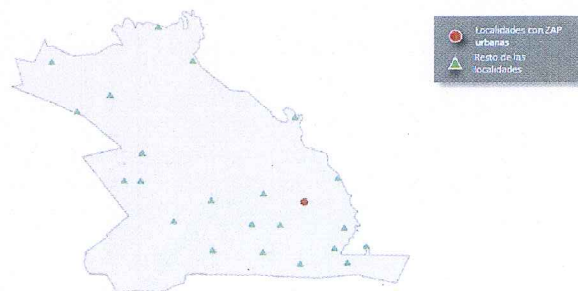 Localidades con ZAP
urbanas
Resto de las
localidades